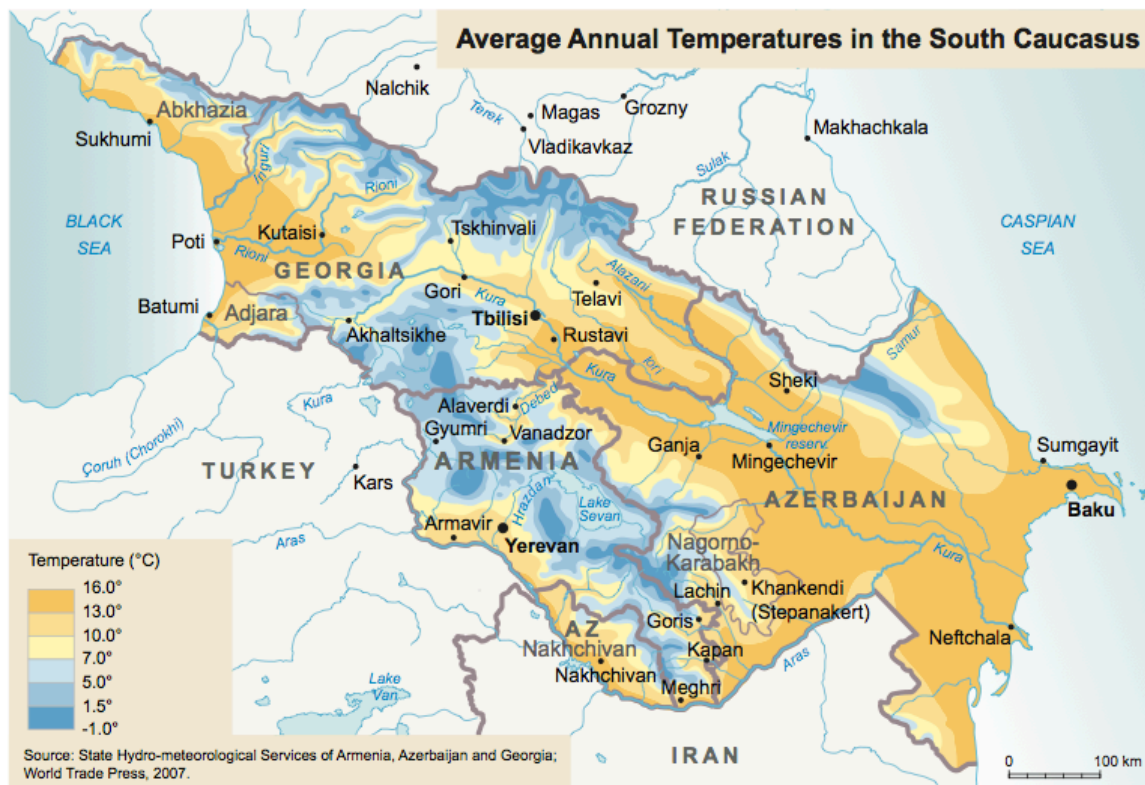 Average Annual Temperatures in the South Caucasus
Nalchik
Magas
Grozny
Terek
Vladikavkaz
Makhachkala
Abkhazia
Sukhumi
Inguri
Rioni
Sulak
RUSSIAN
FEDERATION
BLACK
SEA
CASPIAN
SEA
Poti
Kutaisi
Rioni
Tskhinvali
GEORGIA
Gori
Kura
Alazani
Telavi
Batumi
Adjara
Akhaltsikhe
Tbilisi
Rustavi
Iori
Samur
Kura
Kura
Sheki
Alaverdi
Debed
Gyumri
Vanadzor
Mingechevir
reserv.
Çoruh (Chorokhi)
TURKEY
Kars
ARMENIA
Ganja
Mingechevir
Sumgayit
Baku
AZERBAIJAN
Hrazdan
Lake
Sevan
Armavir
Yerevan
Aras
Nagorno-
Karabakh
Kura
Khankendi
(Stepanakert)
Lachin
Goris
AZ
Nakhchivan
Nakhchivan
Kapan
Aras
Meghri
Neftchala
Lake
Van
IRAN
Temperature (°C)
16.0°
13.0°
10.0°
7.0°
5.0°
1.5°
-1.0°
Source: State Hydro-meteorological Services of Armenia, Azerbaijan and Georgia;
World Trade Press, 2007.
0 100 km